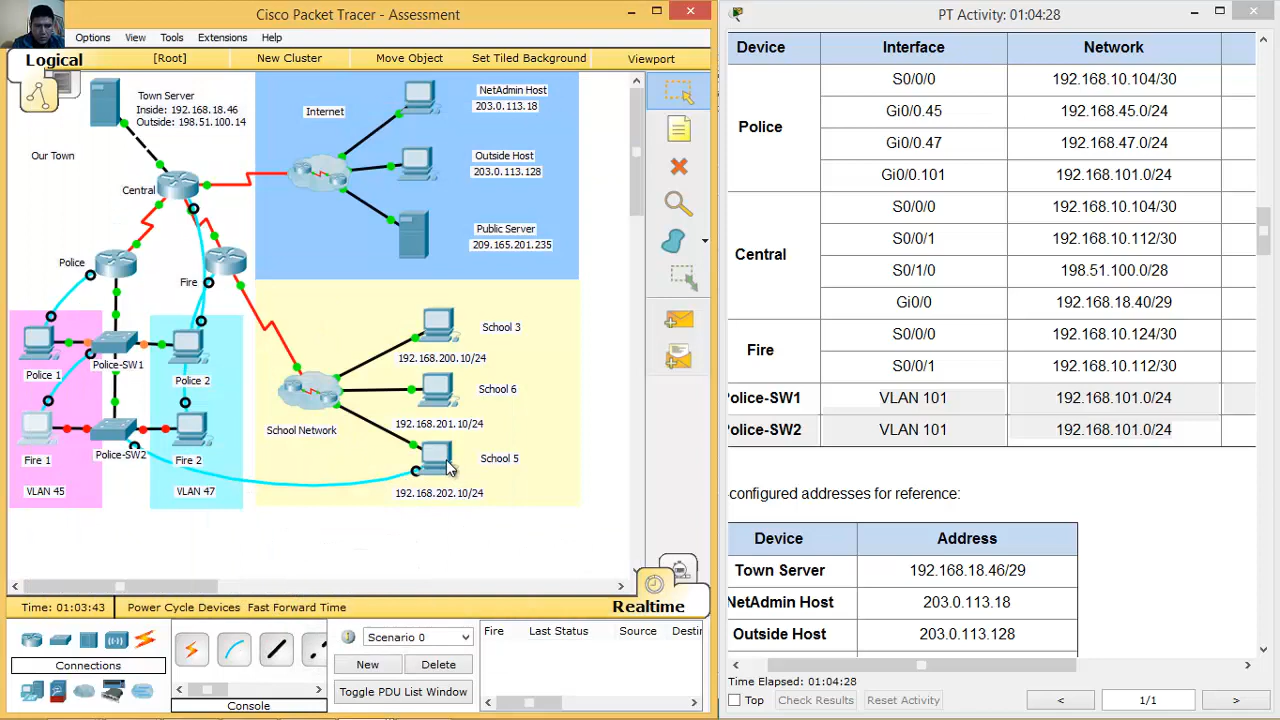 Cisco Packet Tracer - Assessment
Options View Tools Extensions Help
Logical [Root] New Cluster Move Object Set Tiled Background Viewport
Town Server
Inside: 192.168.18.46
Outside: 198.51.100.14
Our Town
Central
Police
Fire
Internet
NetAdmin Host
203.0.113.18
Outside Host
203.0.113.128
Public Server
209.165.201.235
School 3
192.168.200.10/24
School 6
192.168.201.10/24
School Network
School 5
192.168.202.10/24
Police 1
Police-SW1
Police 2
Fire 1
Police-SW2
Fire 2
VLAN 45
VLAN 47
Time: 01:03:43 Power Cycle Devices Fast Forward Time
Realtime
Connections
Console
Scenario 0
New
Delete
Toggle PDU List Window
Fire Last Status Source Destir
PT Activity: 01:04:28
Device Interface Network
Police
S0/0/0 192.168.10.104/30
Gi0/0.45 192.168.45.0/24
Gi0/0.47 192.168.47.0/24
Gi0/0.101 192.168.101.0/24
Central
S0/0/0 192.168.10.104/30
S0/0/1 192.168.10.112/30
S0/1/0 198.51.100.0/28
Gi0/0 192.168.18.40/29
Fire
S0/0/0 192.168.10.124/30
S0/0/1 192.168.10.112/30
Police-SW1 VLAN 101 192.168.101.0/24
Police-SW2 VLAN 101 192.168.101.0/24
-configured addresses for reference:
Device Address
Town Server 192.168.18.46/29
NetAdmin Host 203.0.113.18
Outside Host 203.0.113.128
Time Elapsed: 01:04:28
Top Check Results Reset Activity < 1/1 >